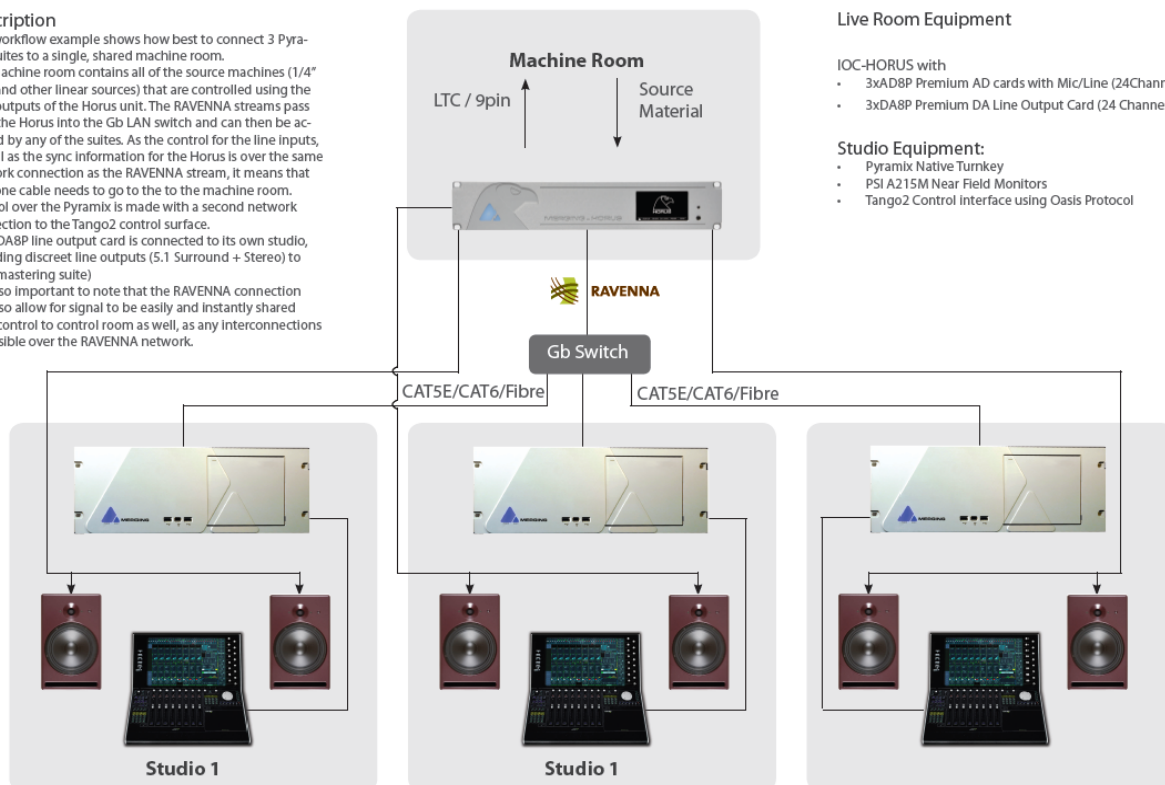 cription
workflow example shows how best to connect 3 Pyra-
uites to a single, shared machine room.
achine room contains all of the source machines (1/4”
and other linear sources) that are controlled using the
outputs of the Horus unit. The RAVENNA streams pass
the Horus into the Gb LAN switch and can then be ac-
d by any of the suites. As the control for the line inputs,
l as the sync information for the Horus is over the same
ork connection as the RAVENNA stream, it means that
one cable needs to go to the to the machine room.
ol over the Pyramix is made with a second network
ection to the Tango2 control surface.
DA8P line output card is connected to its own studio,
ding discreet line outputs (5.1 Surround + Stereo) to
mastering suite)
so important to note that the RAVENNA connection
so allow for signal to be easily and instantly shared
control to control room as well, as any interconnections
sible over the RAVENNA network.
Machine Room
LTC / 9pin
Source
Material
MERGING - HORUS
HORUS
RAVENNA
Gb Switch
CAT5E/CAT6/Fibre
CAT5E/CAT6/Fibre
Live Room Equipment
IOC-HORUS with
• 3xAD8P Premium AD cards with Mic/Line (24Chann
• 3xDA8P Premium DA Line Output Card (24 Channe
Studio Equipment:
• Pyramix Native Turnkey
• PSI A215M Near Field Monitors
• Tango2 Control interface using Oasis Protocol
MERGING
MERGING
MERGING
Studio 1
Studio 1